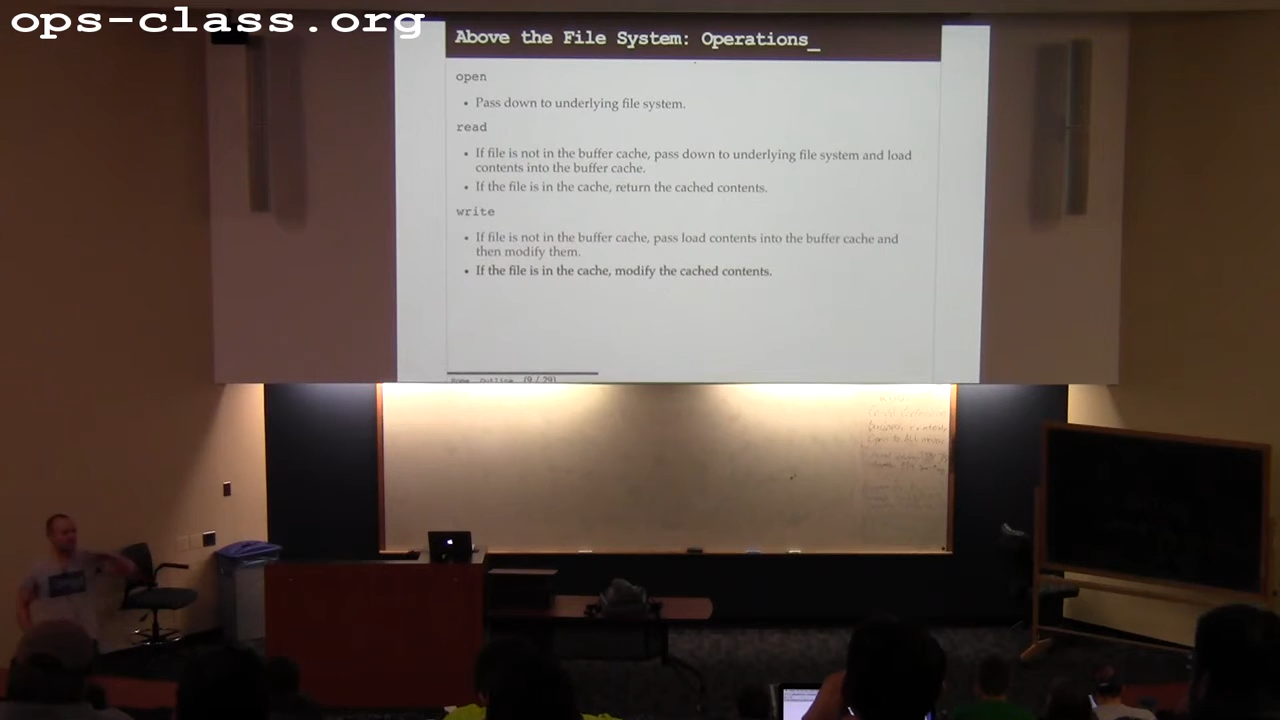 ops-class.org
Above the File System: Operations_
open
• Pass down to underlying file system.
read
• If file is not in the buffer cache, pass down to underlying file system and load
contents into the buffer cache.
• If the file is in the cache, return the cached contents.
write
• If file is not in the buffer cache, pass load contents into the buffer cache and
then modify them.
• If the file is in the cache, modify the cached contents.
Home Outline (9 / 29)